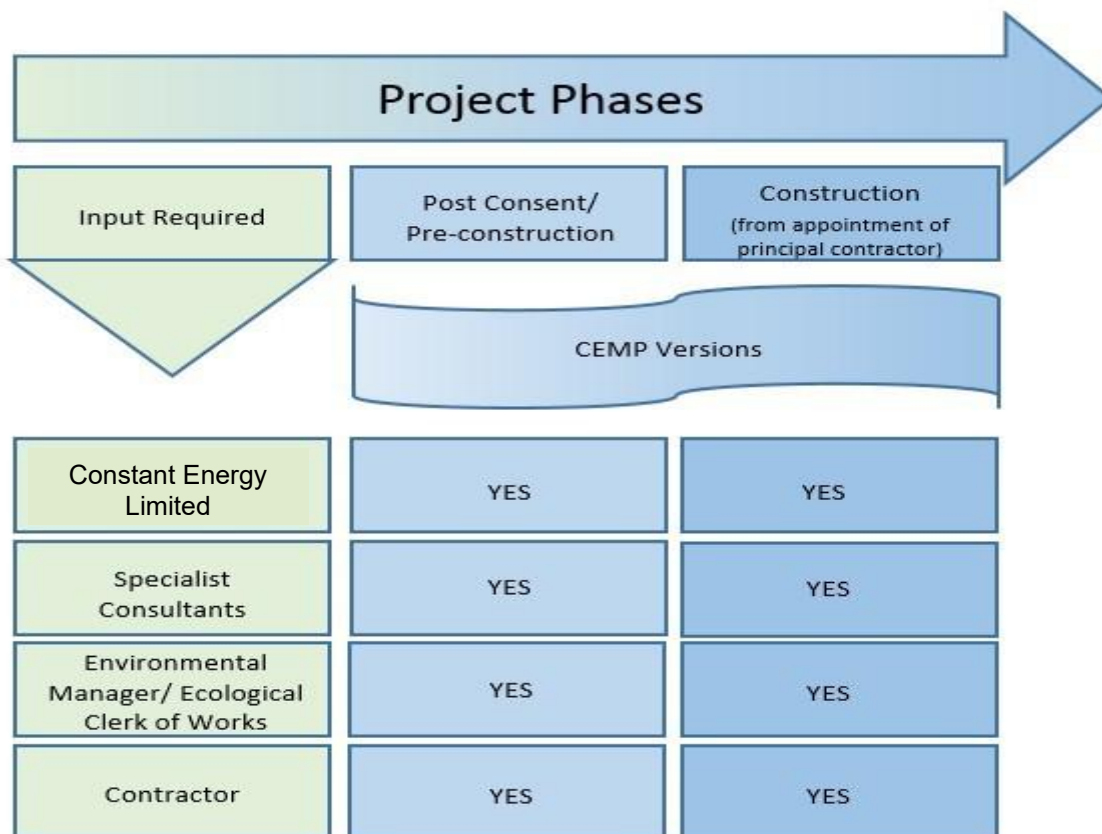 Project Phases
Input Required
Post Consent/
Pre-construction
Construction
(from appointment of
principal contractor)
CEMP Versions
Constant Energy
Limited
YES
YES
Specialist
Consultants
YES
YES
Environmental
Manager/ Ecological
Clerk of Works
YES
YES
Contractor
YES
YES